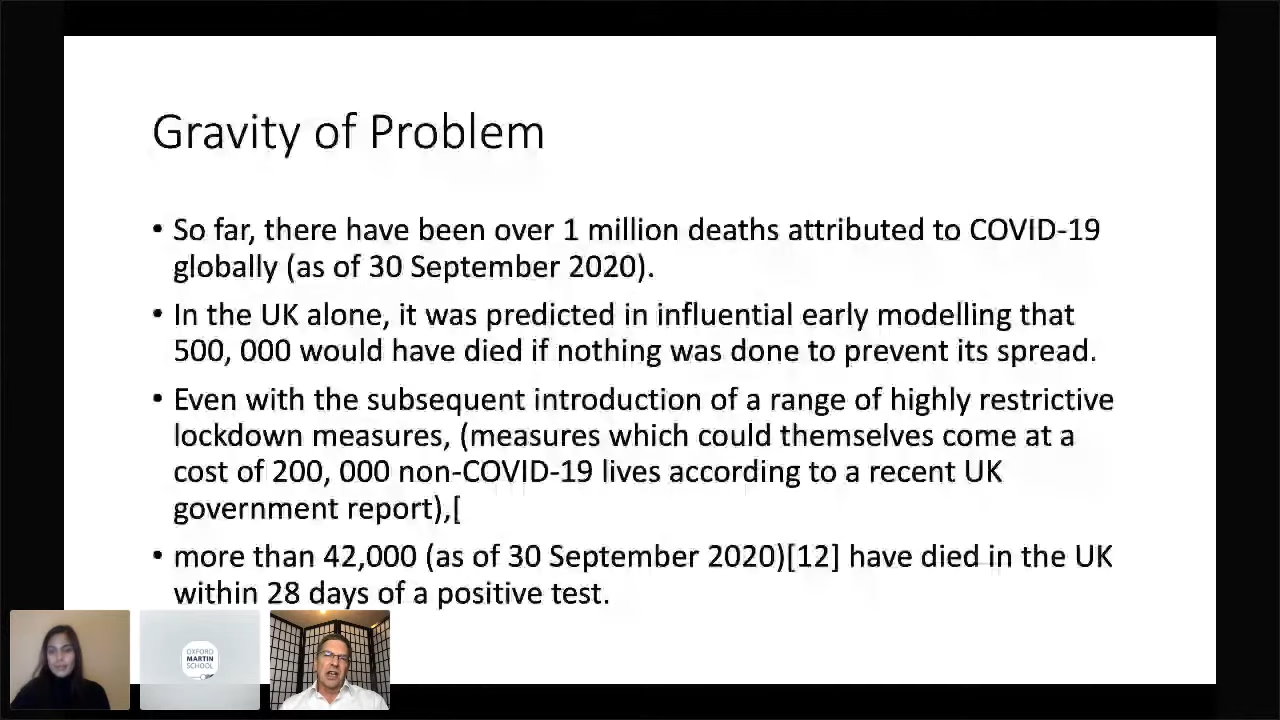 Gravity of Problem
• So far, there have been over 1 million deaths attributed to COVID-19
globally (as of 30 September 2020).
• In the UK alone, it was predicted in influential early modelling that
500, 000 would have died if nothing was done to prevent its spread.
• Even with the subsequent introduction of a range of highly restrictive
lockdown measures, (measures which could themselves come at a
cost of 200, 000 non-COVID-19 lives according to a recent UK
government report),[
• more than 42,000 (as of 30 September 2020)[12] have died in the UK
within 28 days of a positive test.
OXFORD
MARTIN
SCHOOL